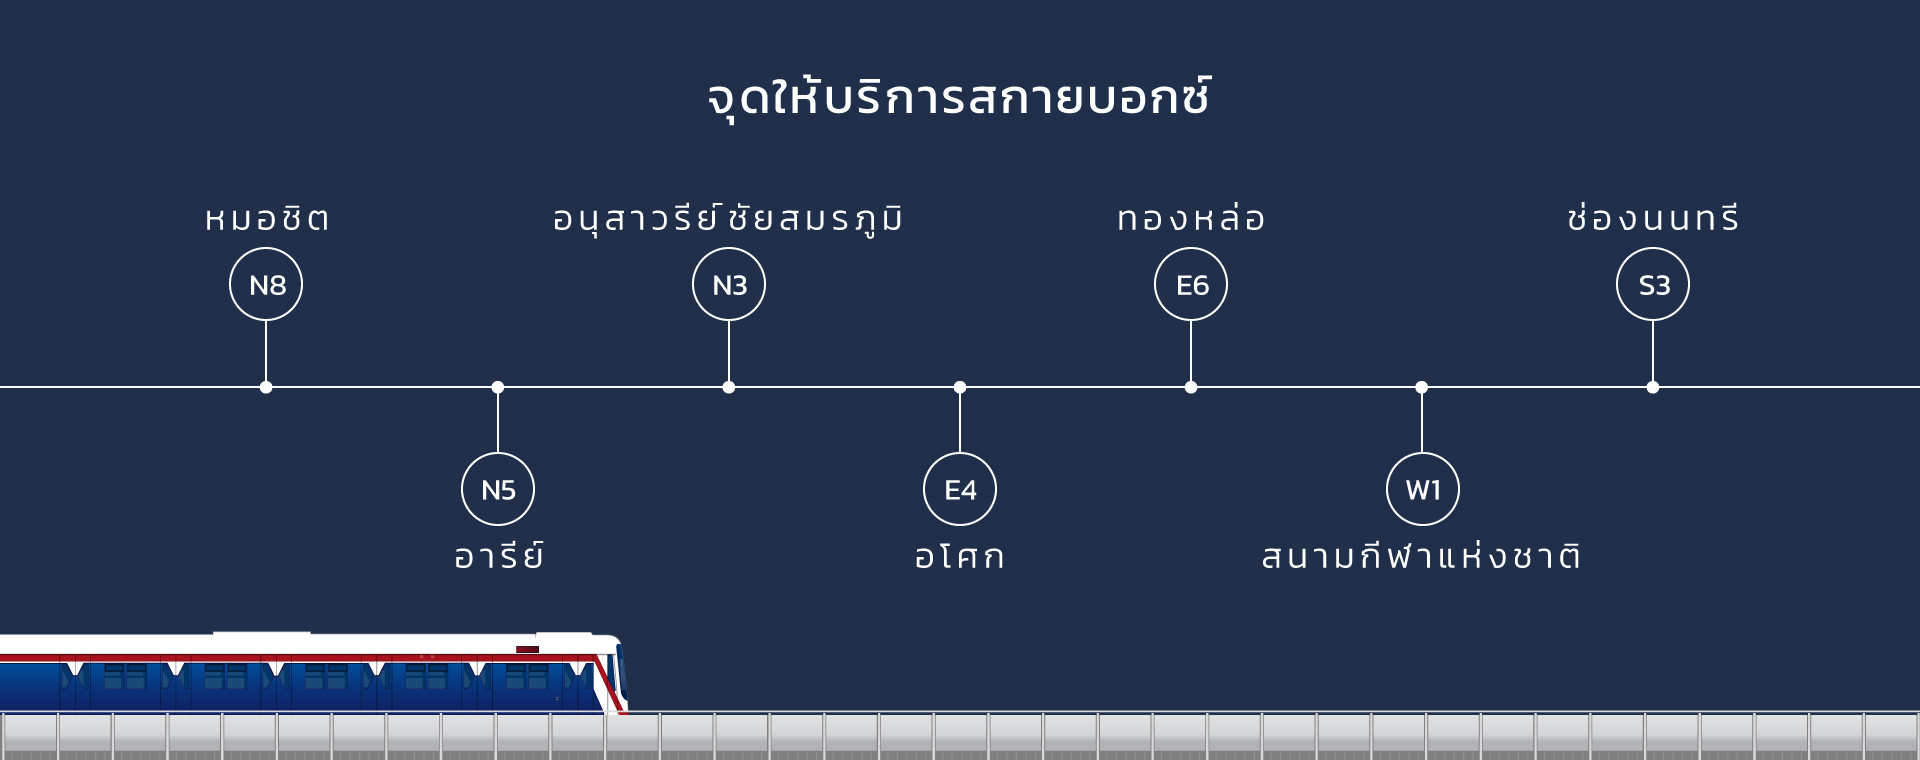 จุดให้บริการสกายบอกซ์
หมอชิต
อนุสาวรีย์ชัยสมรภูมิ
ทองหล่อ
ช่องนนทรี
N8
N3
E6
S3
N5
E4
W1
อารีย์
อโศก
สนามกีฬาแห่งชาติ